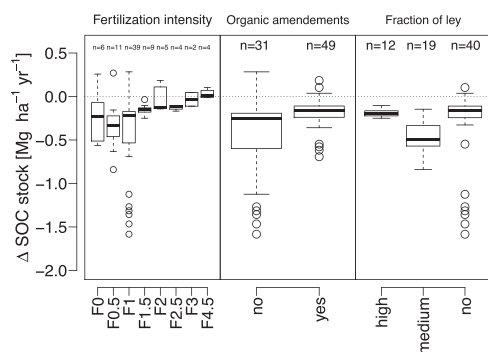 Fertilization intensity
Organic amendements
Fraction of ley
n=6 n=11 n=39 n=9 n=5 n=4 n=2 n=4
n=31 n=49
n=12 n=19 n=40
Δ SOC stock [Mg ha⁻¹ yr⁻¹]
0.5
0.0
−0.5
−1.0
−1.5
−2.0
F0
F0.5
F1
F1.5
F2
F2.5
F3
F4.5
no
yes
high
medium
no